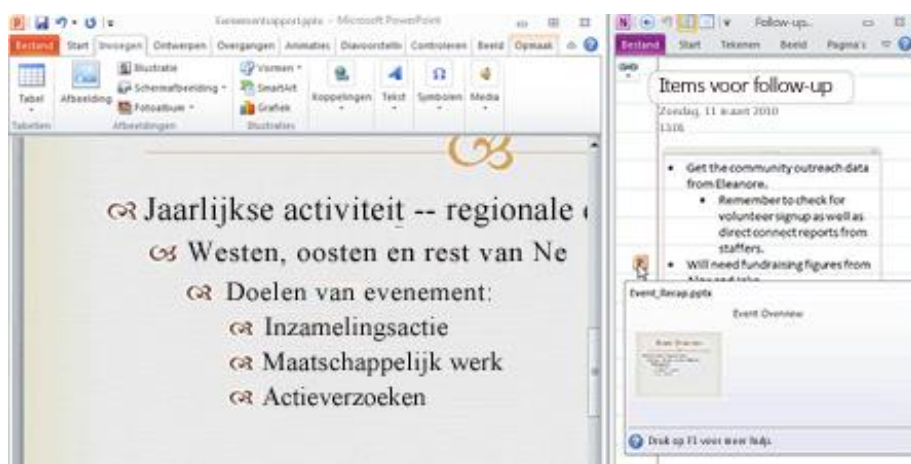 Evenementrapport.pptx - Microsoft PowerPoint
Bestand Start Invoegen Ontwerpen Overgangen Animaties Diavoorstelling Controleren Beeld Opmaak
Tabel
Afbeelding
Illustratie
Schermafbeelding
Fotoalbum
Vormen
SmartArt
Grafiek
Koppelingen
Tekst
Symbolen
Media
Tabellen
Afbeeldingen
Illustraties
Jaarlijkse activiteit -- regionale
Westen, oosten en rest van Ne
Doelen van evenement:
Inzamelingsactie
Maatschappelijk werk
Actieverzoeken
Follow-up..
Bestand Start Tekenen Beeld Pagina's
Items voor follow-up
Zondag, 11 maart 2010
Get the community outreach data
from Eleanore.
Remember to check for
volunteer signup as well as
direct connect reports from
staffers.
Will need fundraising figures from
Event_Recap.pptx
Event Overview
Druk op F1 voor meer hulp.